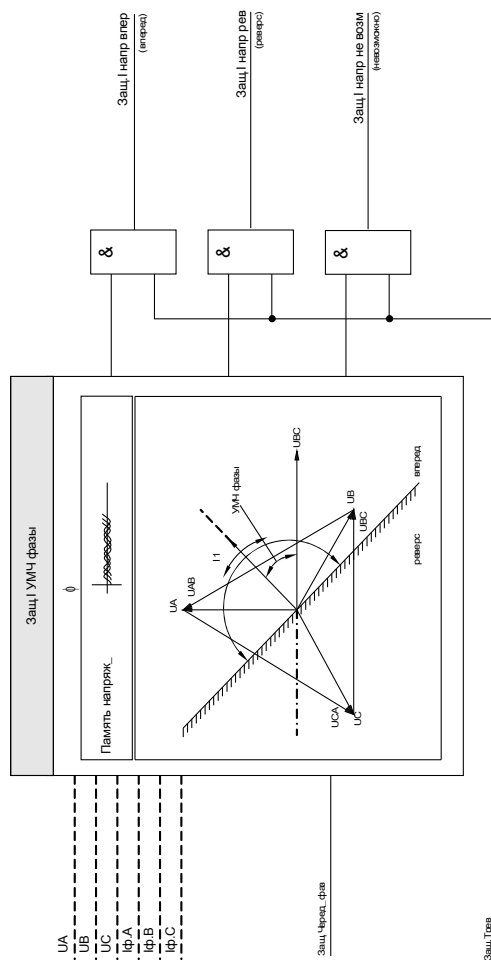 Защ,I УМЧ фазы
ϕ
Память напряж_
UA
UB
UC
Iф.A
Iф.B
Iф.C
UA
UAB
I1
УМЧ фазы
UBC
UCA
UC
UB
UBC
реверс
вперед
&
&
&
Защ,I напр впер
(вперед)
Защ,I напр рев
(реверс)
Защ,I напр не возм
(невозможно)
Защ,Черед_фаз
Защ,Трев